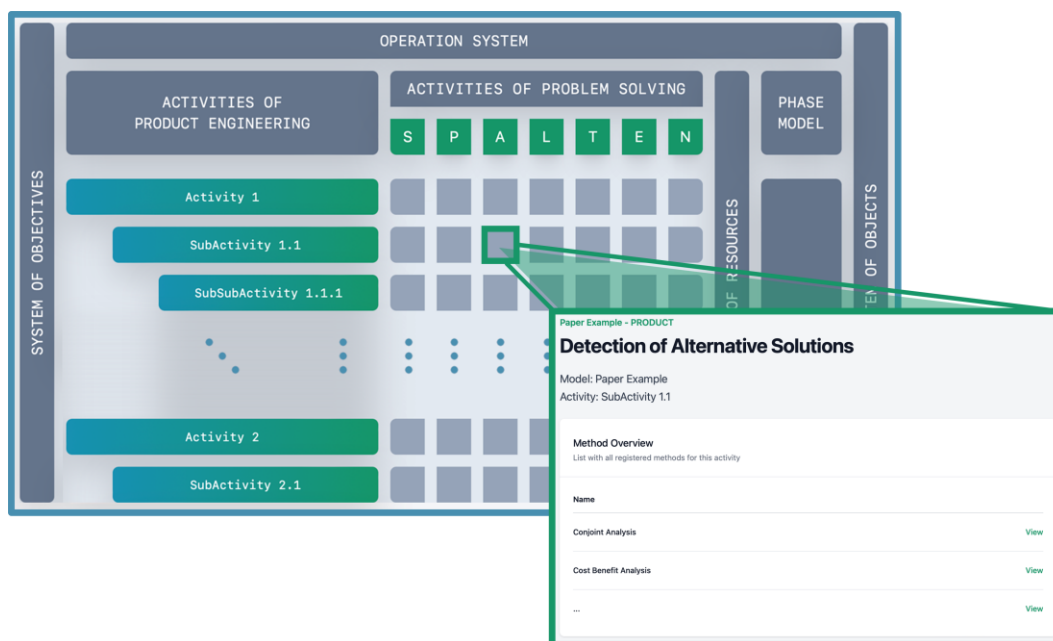 OPERATION SYSTEM
SYSTEM OF OBJECTIVES
ACTIVITIES OF
PRODUCT ENGINEERING
ACTIVITIES OF PROBLEM SOLVING
S P A L T E N
OF RESOURCES
PHASE
MODEL
OF OBJECTS
Activity 1
SubActivity 1.1
SubSubActivity 1.1.1
Activity 2
SubActivity 2.1
Paper Example - PRODUCT
Detection of Alternative Solutions
Model: Paper Example
Activity: SubActivity 1.1
Method Overview
List with all registered methods for this activity
Name
Conjoint Analysis View
Cost Benefit Analysis View
... View